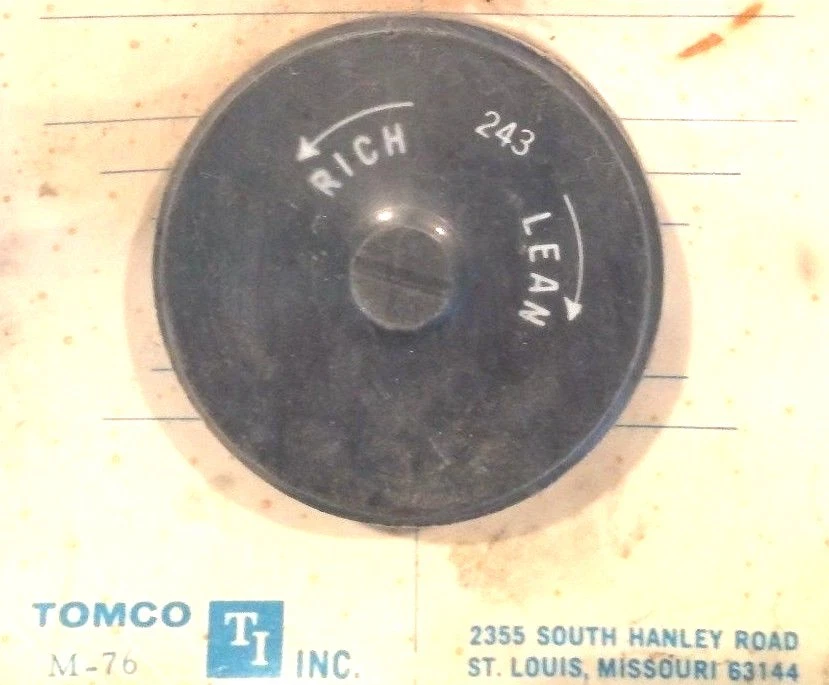 RICH
243
LEAN
TOMCO TI INC.
M-76
2355 SOUTH HANLEY ROAD
ST. LOUIS, MISSOURI 63144